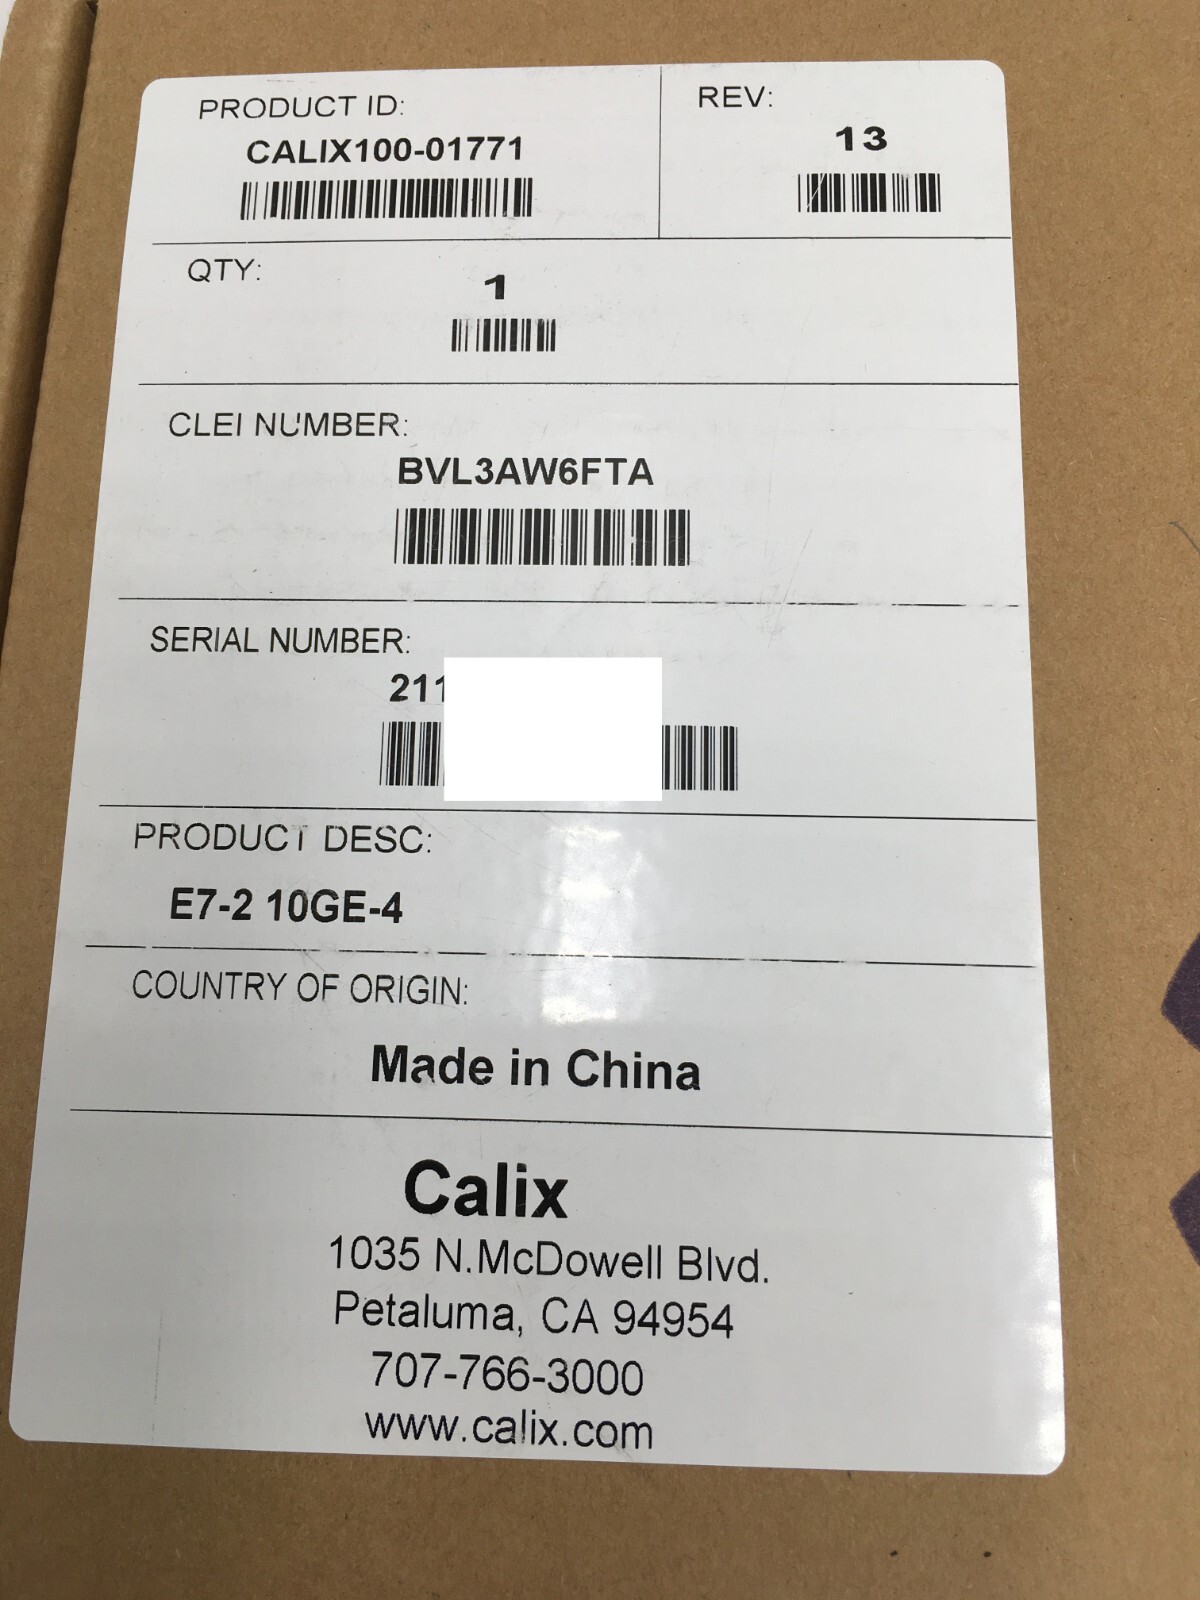 PRODUCT ID:
CALIX100-01771
REV:
13
QTY:
1
CLEI NUMBER:
BVL3AW6FTA
SERIAL NUMBER:
211
PRODUCT DESC:
E7-2 10GE-4
COUNTRY OF ORIGIN:
Made in China
Calix
1035 N.McDowell Blvd.
Petaluma, CA 94954
707-766-3000
www.calix.com